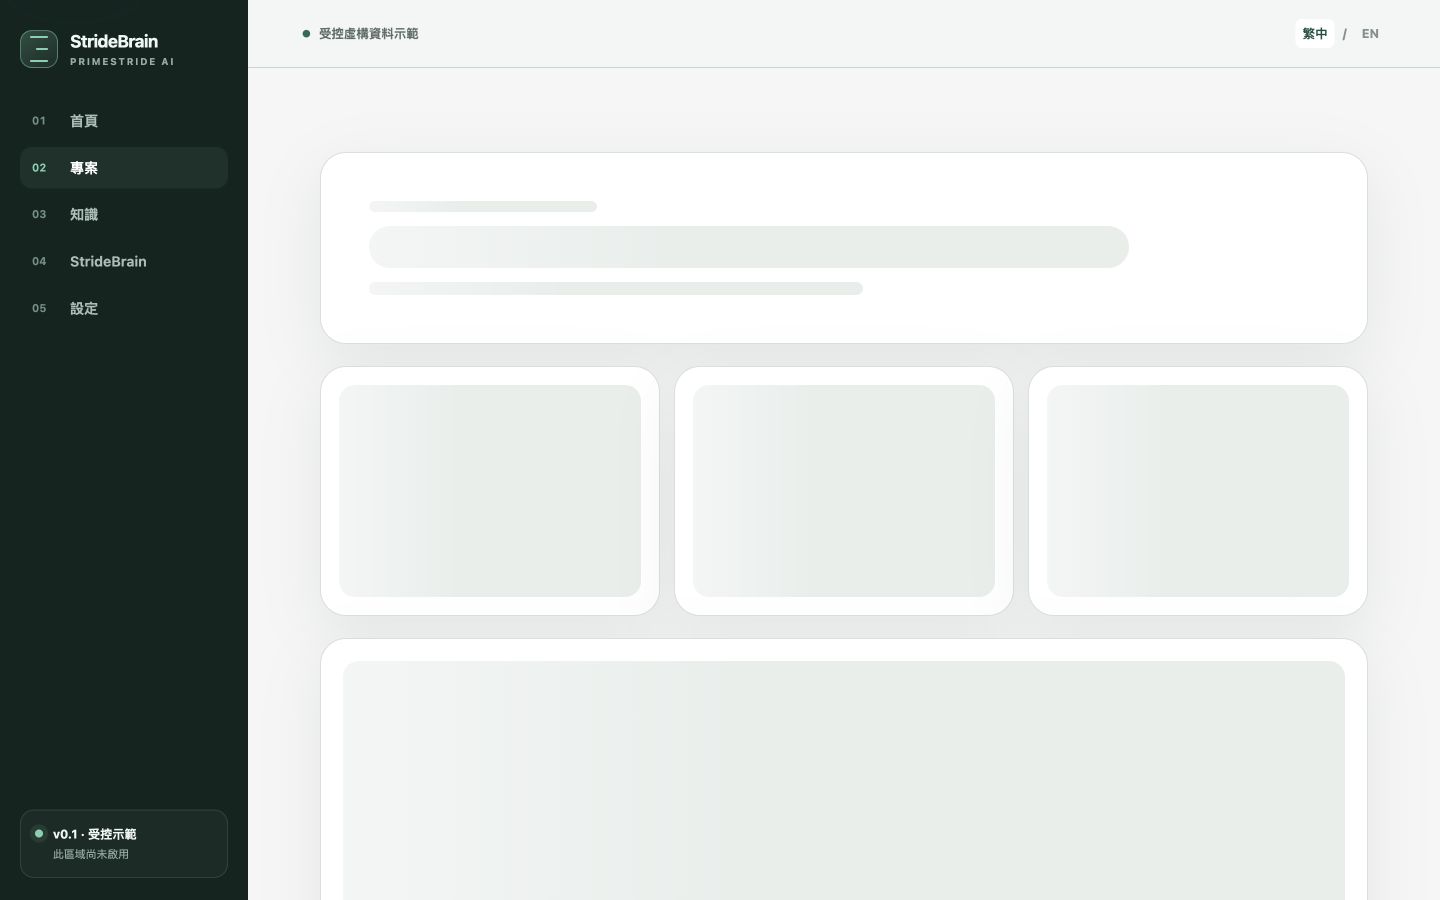 StrideBrain
PRIMESTRIDE AI
01 首頁
02 專案
03 知識
04 StrideBrain
05 設定
v0.1 · 受控示範
此區域尚未啟用
受控虛構資料示範
繁中 / EN